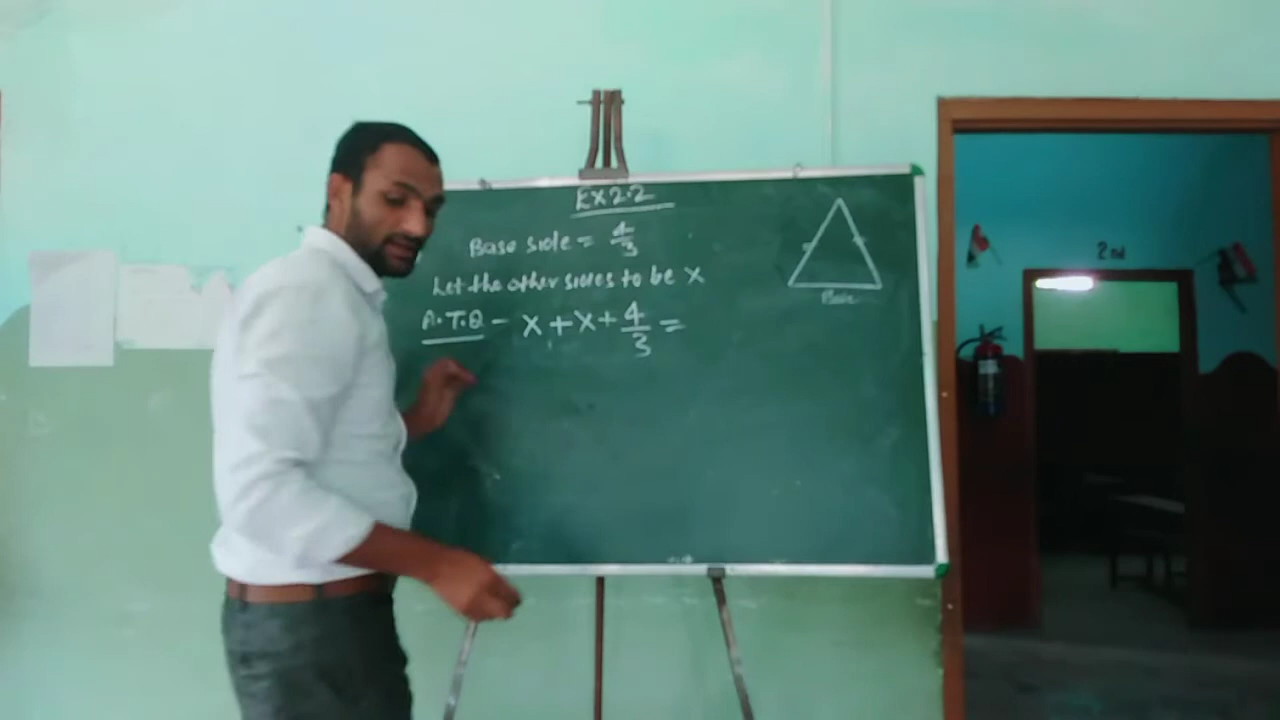 Ex 2.2
Base side = 4/3
Let the other sides to be x
A.T.Q - x + x + 4/3 =
Base
2nd